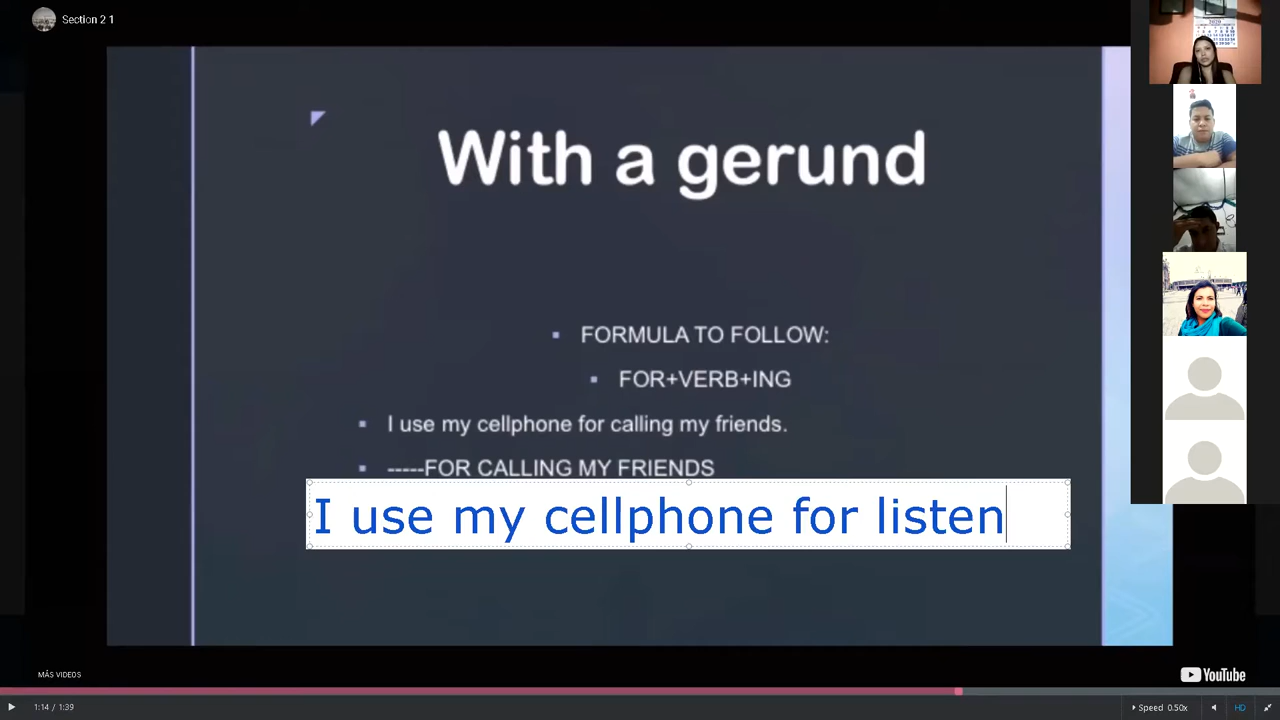 Section 2 1
With a gerund
FORMULA TO FOLLOW:
FOR+VERB+ING
I use my cellphone for calling my friends.
-----FOR CALLING MY FRIENDS
I use my cellphone for listen
MÁS VIDEOS
YouTube
1:14 / 1:39
Speed 0.50x
HD